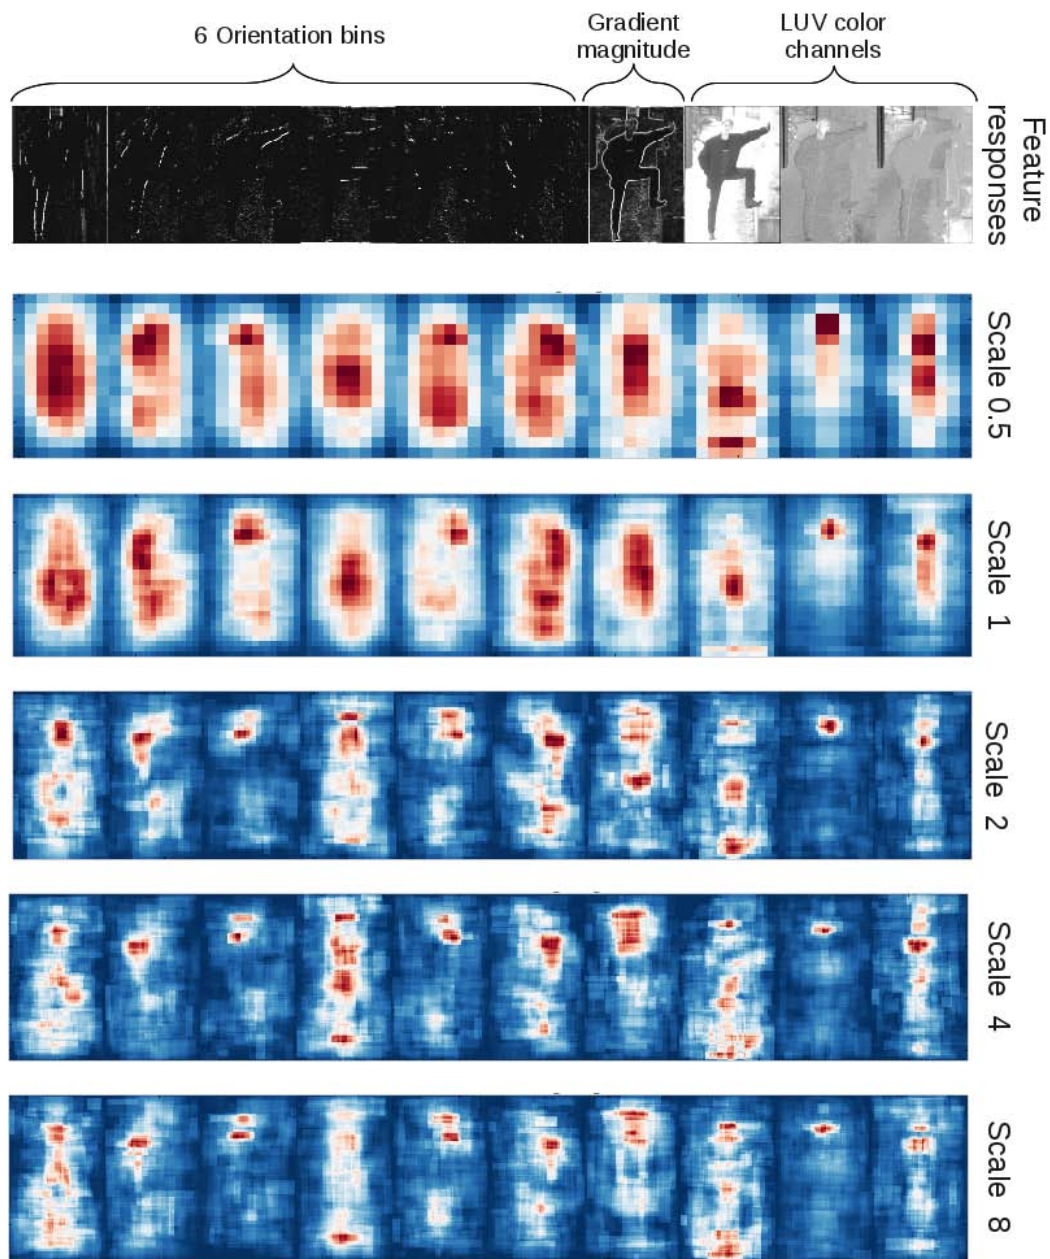 6 Orientation bins
Gradient
magnitude
LUV color
channels
Feature
responses
Scale 0.5
Scale 1
Scale 2
Scale 4
Scale 8